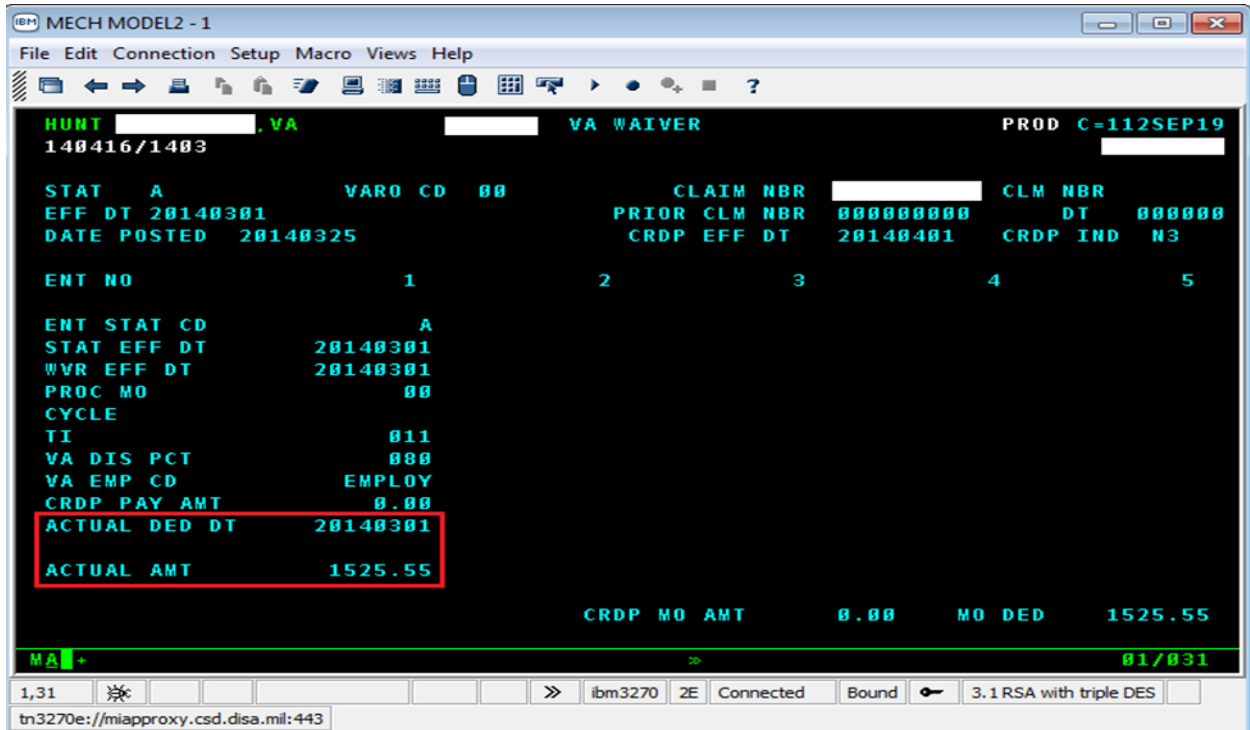 IBM MECH MODEL2 - 1
File Edit Connection Setup Macro Views Help
?
HUNT , VA VA WAIVER PROD C=112SEP19
140416/1403
STAT A VARO CD 00 CLAIM NBR CLM NBR
EFF DT 20140301 PRIOR CLM NBR 000000000 DT 000000
DATE POSTED 20140325 CRDP EFF DT 20140401 CRDP IND N3
ENT NO 1 2 3 4 5
ENT STAT CD A
STAT EFF DT 20140301
WVR EFF DT 20140301
PROC MO 00
CYCLE
TI 011
VA DIS PCT 080
VA EMP CD EMPLOY
CRDP PAY AMT 0.00
ACTUAL DED DT 20140301
ACTUAL AMT 1525.55
CRDP MO AMT 0.00 MO DED 1525.55
MA + » 01/031
1,31 » ibm3270 2E Connected Bound 3.1 RSA with triple DES
tn3270e://miapproxy.csd.disa.mil:443